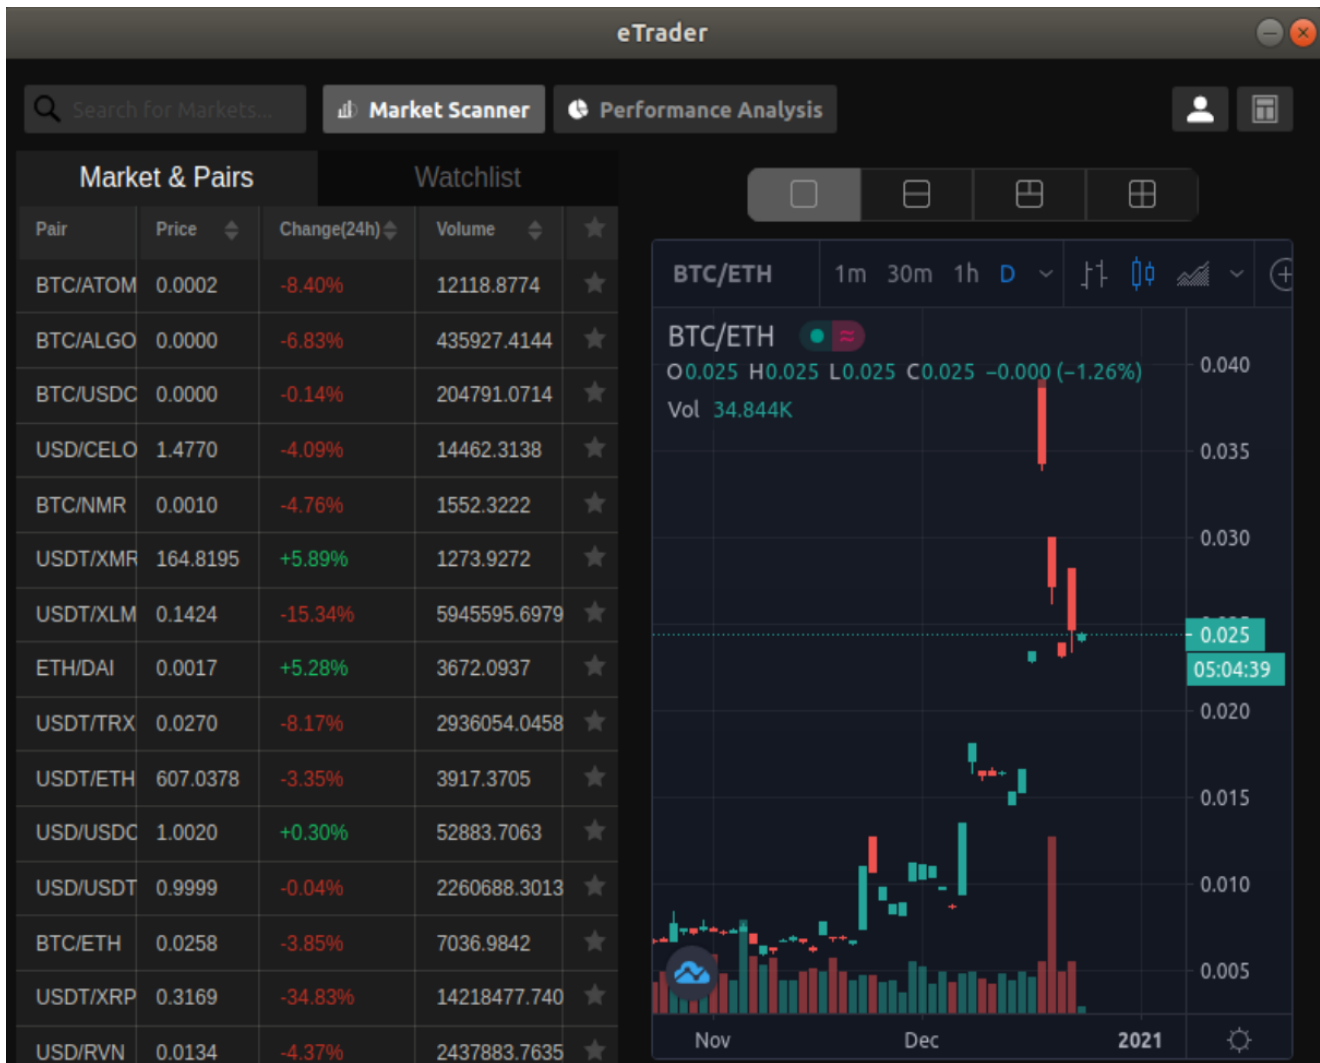 eTrader
Search for Markets...
Market Scanner
Performance Analysis
Market & Pairs
Watchlist
Pair Price Change(24h) Volume
BTC/ATOM 0.0002 -8.40% 12118.8774
BTC/ALGO 0.0000 -6.83% 435927.4144
BTC/USDC 0.0000 -0.14% 204791.0714
USD/CELO 1.4770 -4.09% 14462.3138
BTC/NMR 0.0010 -4.76% 1552.3222
USDT/XMR 164.8195 +5.89% 1273.9272
USDT/XLM 0.1424 -15.34% 5945595.6979
ETH/DAI 0.0017 +5.28% 3672.0937
USDT/TRX 0.0270 -8.17% 2936054.0458
USDT/ETH 607.0378 -3.35% 3917.3705
USD/USDC 1.0020 +0.30% 52883.7063
USD/USDT 0.9999 -0.04% 2260688.3013
BTC/ETH 0.0258 -3.85% 7036.9842
USDT/XRP 0.3169 -34.83% 14218477.740
USD/RVN 0.0134 -4.37% 2437883.7635
BTC/ETH 1m 30m 1h D
BTC/ETH
O0.025 H0.025 L0.025 C0.025 −0.000 (−1.26%)
Vol 34.844K
0.040
0.035
0.030
0.025
05:04:39
0.020
0.015
0.010
0.005
Nov Dec 2021